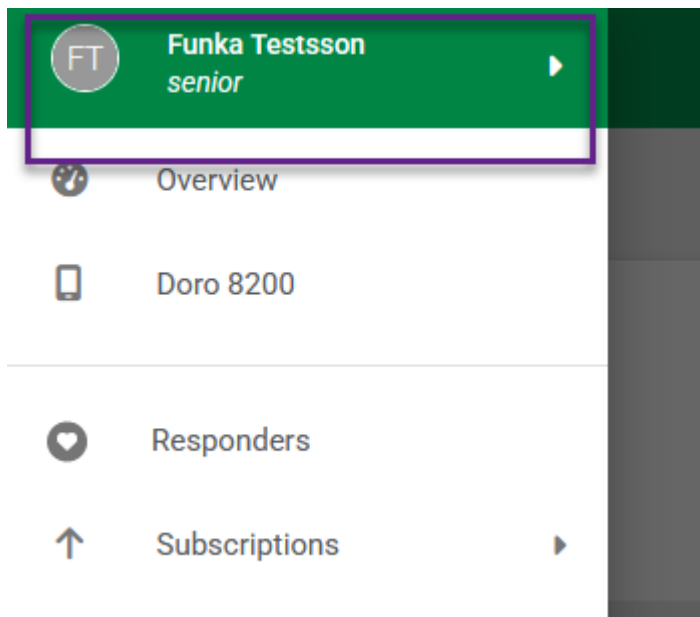 FT
Funka Testsson
senior
Overview
Doro 8200
Responders
Subscriptions